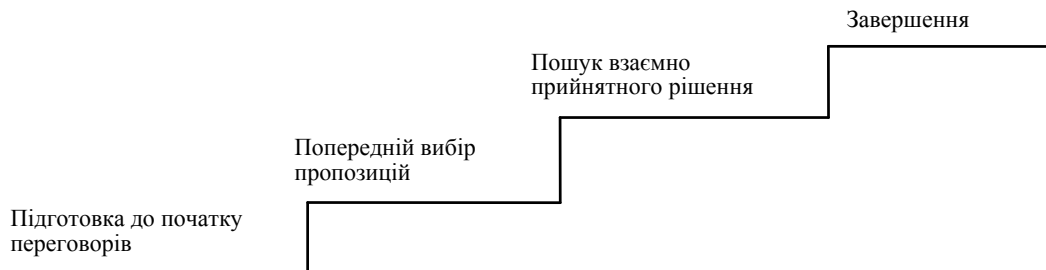 Завершення
Пошук взаємно
прийнятного рішення
Попередній вибір
пропозицій
Підготовка до початку
переговорів